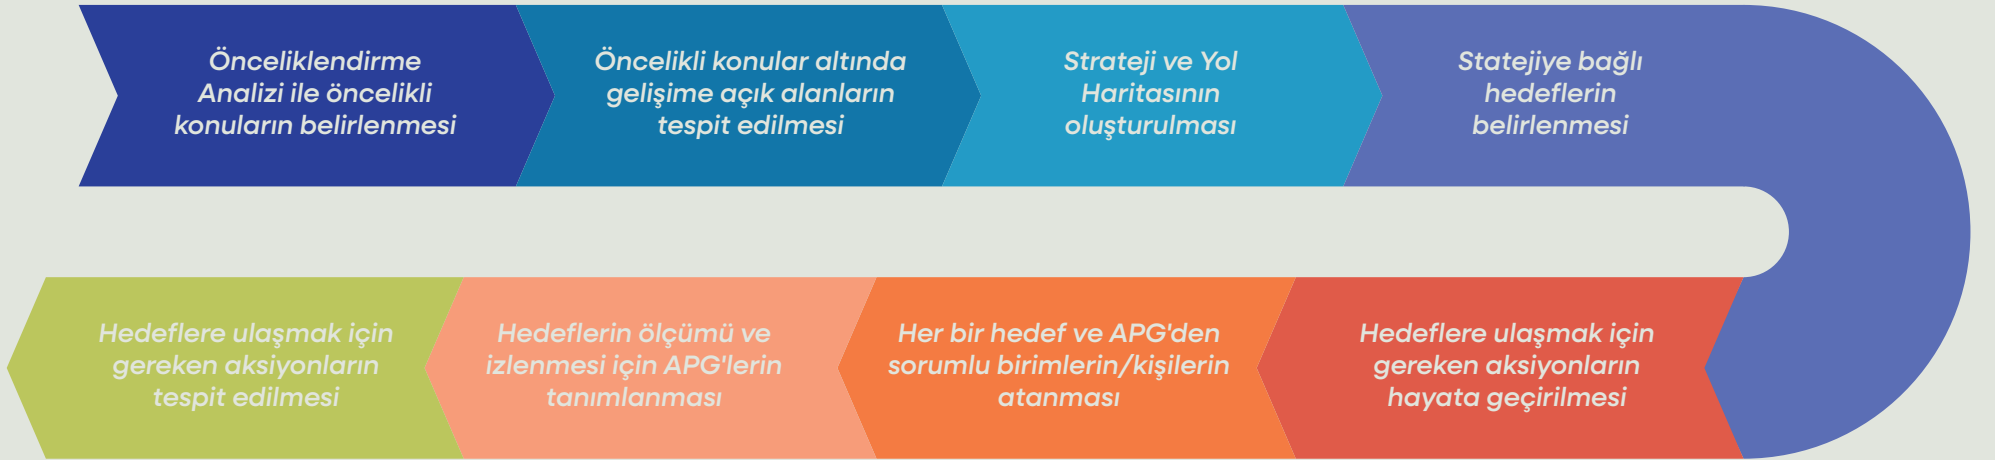 Önceliklendirme
Analizi ile öncelikli
konuların belirlenmesi
Öncelikli konular altında
gelişime açık alanların
tespit edilmesi
Strateji ve Yol
Haritasının
oluşturulması
Statejiye bağlı
hedeflerin
belirlenmesi
Hedeflere ulaşmak için
gereken aksiyonların
hayata geçirilmesi
Her bir hedef ve APG'den
sorumlu birimlerin/kişilerin
atanması
Hedeflerin ölçümü ve
izlenmesi için APG'lerin
tanımlanması
Hedeflere ulaşmak için
gereken aksiyonların
tespit edilmesi